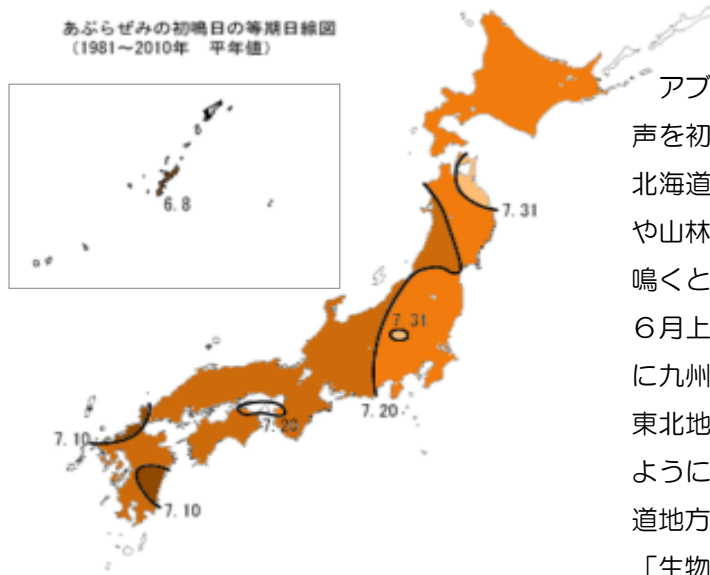 あぶらぜみの初鳴日の等期日線図
（1981～2010年　平年値）
6.8
7.31
7.31
7.20
7.20
7.10
7.10
アブ
声を初
北海道
や山林
鳴くと
６月上
に九州
東北地
ように
道地方
「生物